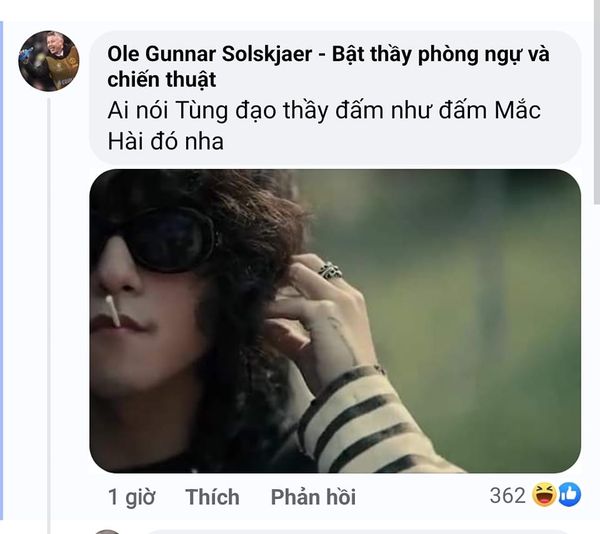 Ole Gunnar Solskjaer - Bật thầy phòng ngự và
chiến thuật
Ai nói Tùng đạo thầy đấm như đấm Mắc
Hài đó nha
1 giờ Thích Phản hồi 362